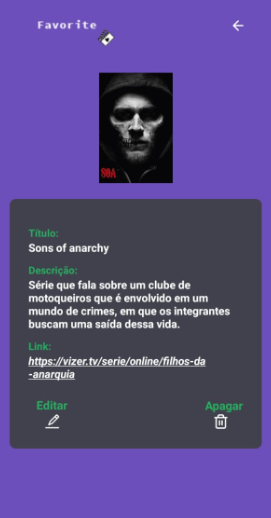 Favorite
SOA
Título:
Sons of anarchy
Descrição:
Série que fala sobre um clube de
motoqueiros que é envolvido em um
mundo de crimes, em que os integrantes
buscam uma saída dessa vida.
Link:
https://vizer.tv/serie/online/filhos-da
-anarquia
Editar Apagar